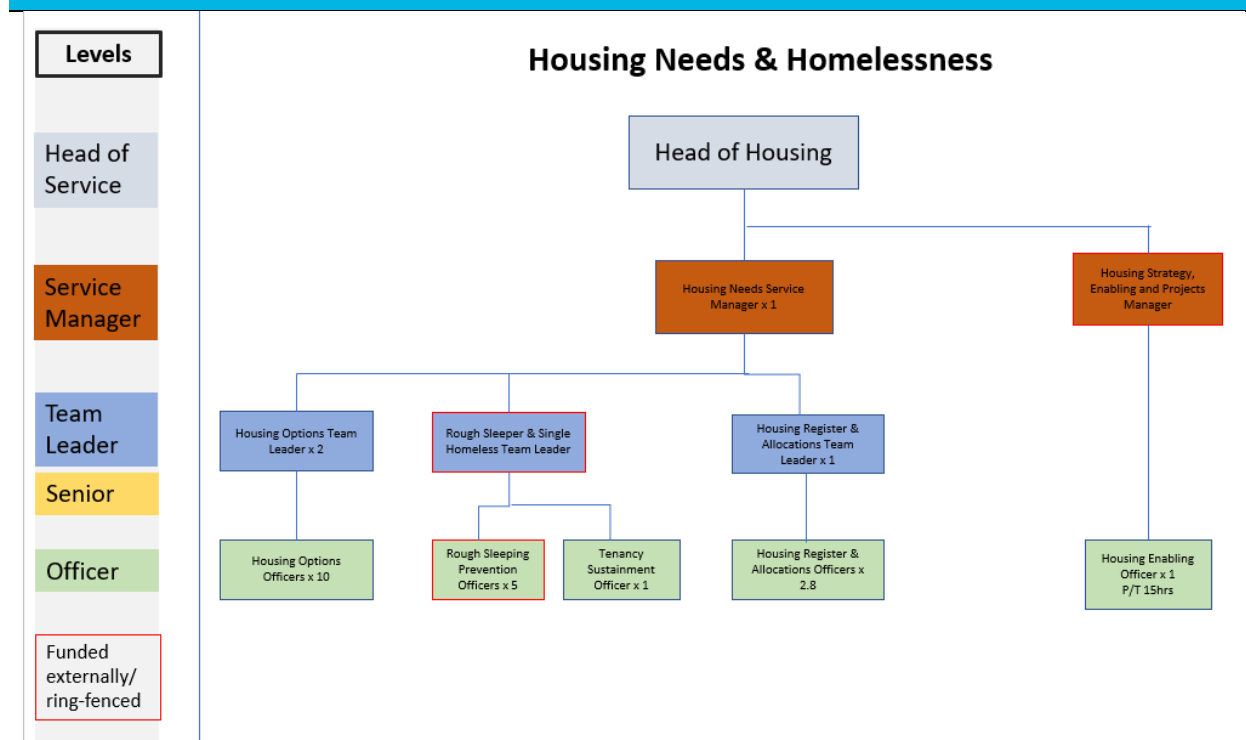 Levels
Housing Needs & Homelessness
Head of
Service
Head of Housing
Service
Manager
Housing Needs Service
Manager x 1
Housing Strategy,
Enabling and Projects
Manager
Team
Leader
Housing Options Team
Leader x 2
Rough Sleeper & Single
Homeless Team Leader
Housing Register &
Allocations Team
Leader x 1
Senior
Officer
Housing Options
Officers x 10
Rough Sleeping
Prevention
Officers x 5
Tenancy
Sustainment
Officer x 1
Housing Register &
Allocations Officers x
2.8
Housing Enabling
Officer x 1
P/T 15hrs
Funded
externally/
ring-fenced